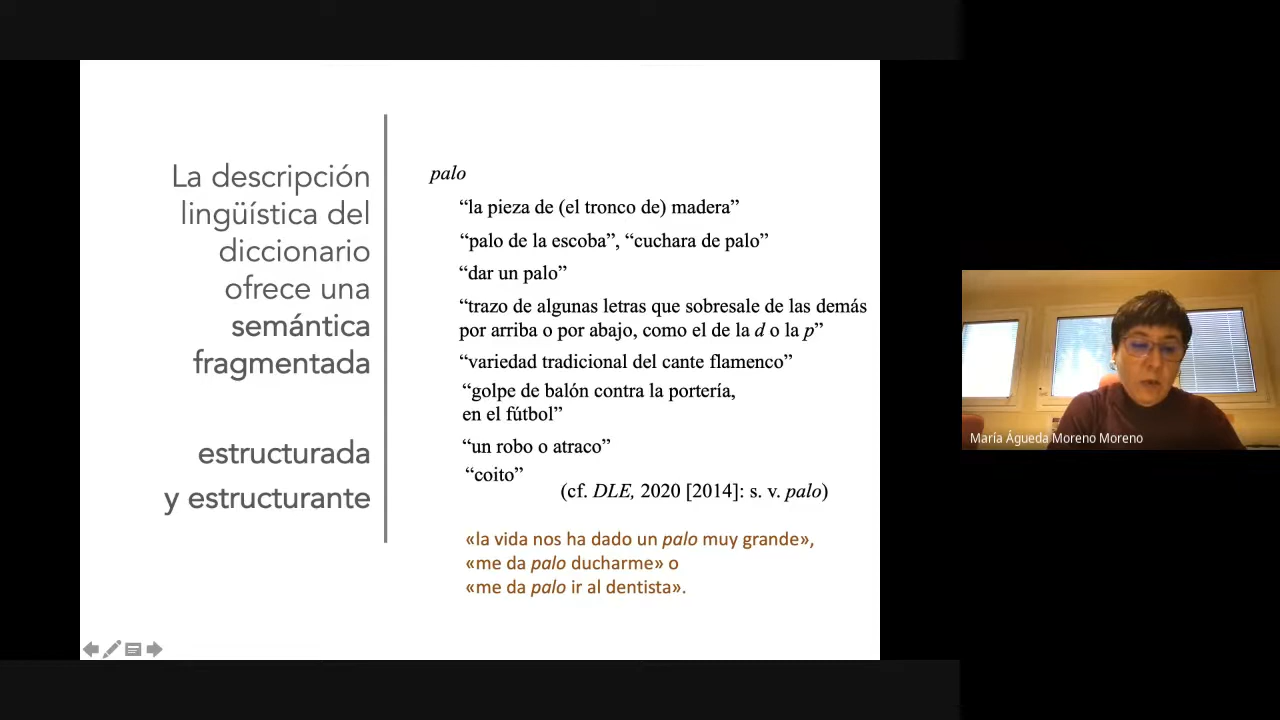 La descripción
lingüística del
diccionario
ofrece una
semántica
fragmentada
estructurada
y estructurante
palo
“la pieza de (el tronco de) madera”
“palo de la escoba”, “cuchara de palo”
“dar un palo”
“trazo de algunas letras que sobresale de las demás
por arriba o por abajo, como el de la d o la p”
“variedad tradicional del cante flamenco”
“golpe de balón contra la portería,
en el fútbol”
“un robo o atraco”
“coito”
(cf. DLE, 2020 [2014]: s. v. palo)
«la vida nos ha dado un palo muy grande»,
«me da palo ducharme» o
«me da palo ir al dentista».
María Águeda Moreno Moreno